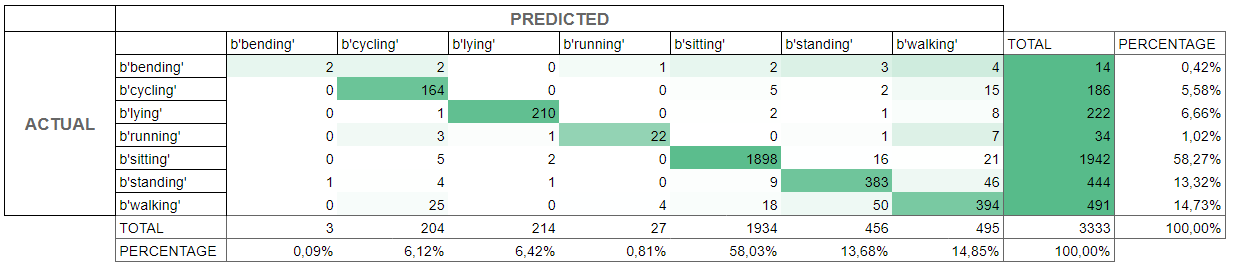 PREDICTED
b'bending' b'cycling' b'lying' b'running' b'sitting' b'standing' b'walking' TOTAL PERCENTAGE
ACTUAL
b'bending' 2 2 0 1 2 3 4 14 0,42%
b'cycling' 0 164 0 0 5 2 15 186 5,58%
b'lying' 0 1 210 0 2 1 8 222 6,66%
b'running' 0 3 1 22 0 1 7 34 1,02%
b'sitting' 0 5 2 0 1898 16 21 1942 58,27%
b'standing' 1 4 1 0 9 383 46 444 13,32%
b'walking' 0 25 0 4 18 50 394 491 14,73%
TOTAL 3 204 214 27 1934 456 495 3333 100,00%
PERCENTAGE 0,09% 6,12% 6,42% 0,81% 58,03% 13,68% 14,85% 100,00%